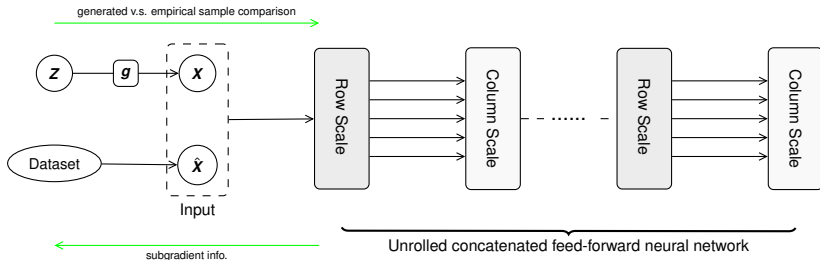 generated v.s. empirical sample comparison
Z
g
X
Dataset
X̂
Input
Row Scale
Column Scale
......
Row Scale
Column Scale
subgradient info.
Unrolled concatenated feed-forward neural network